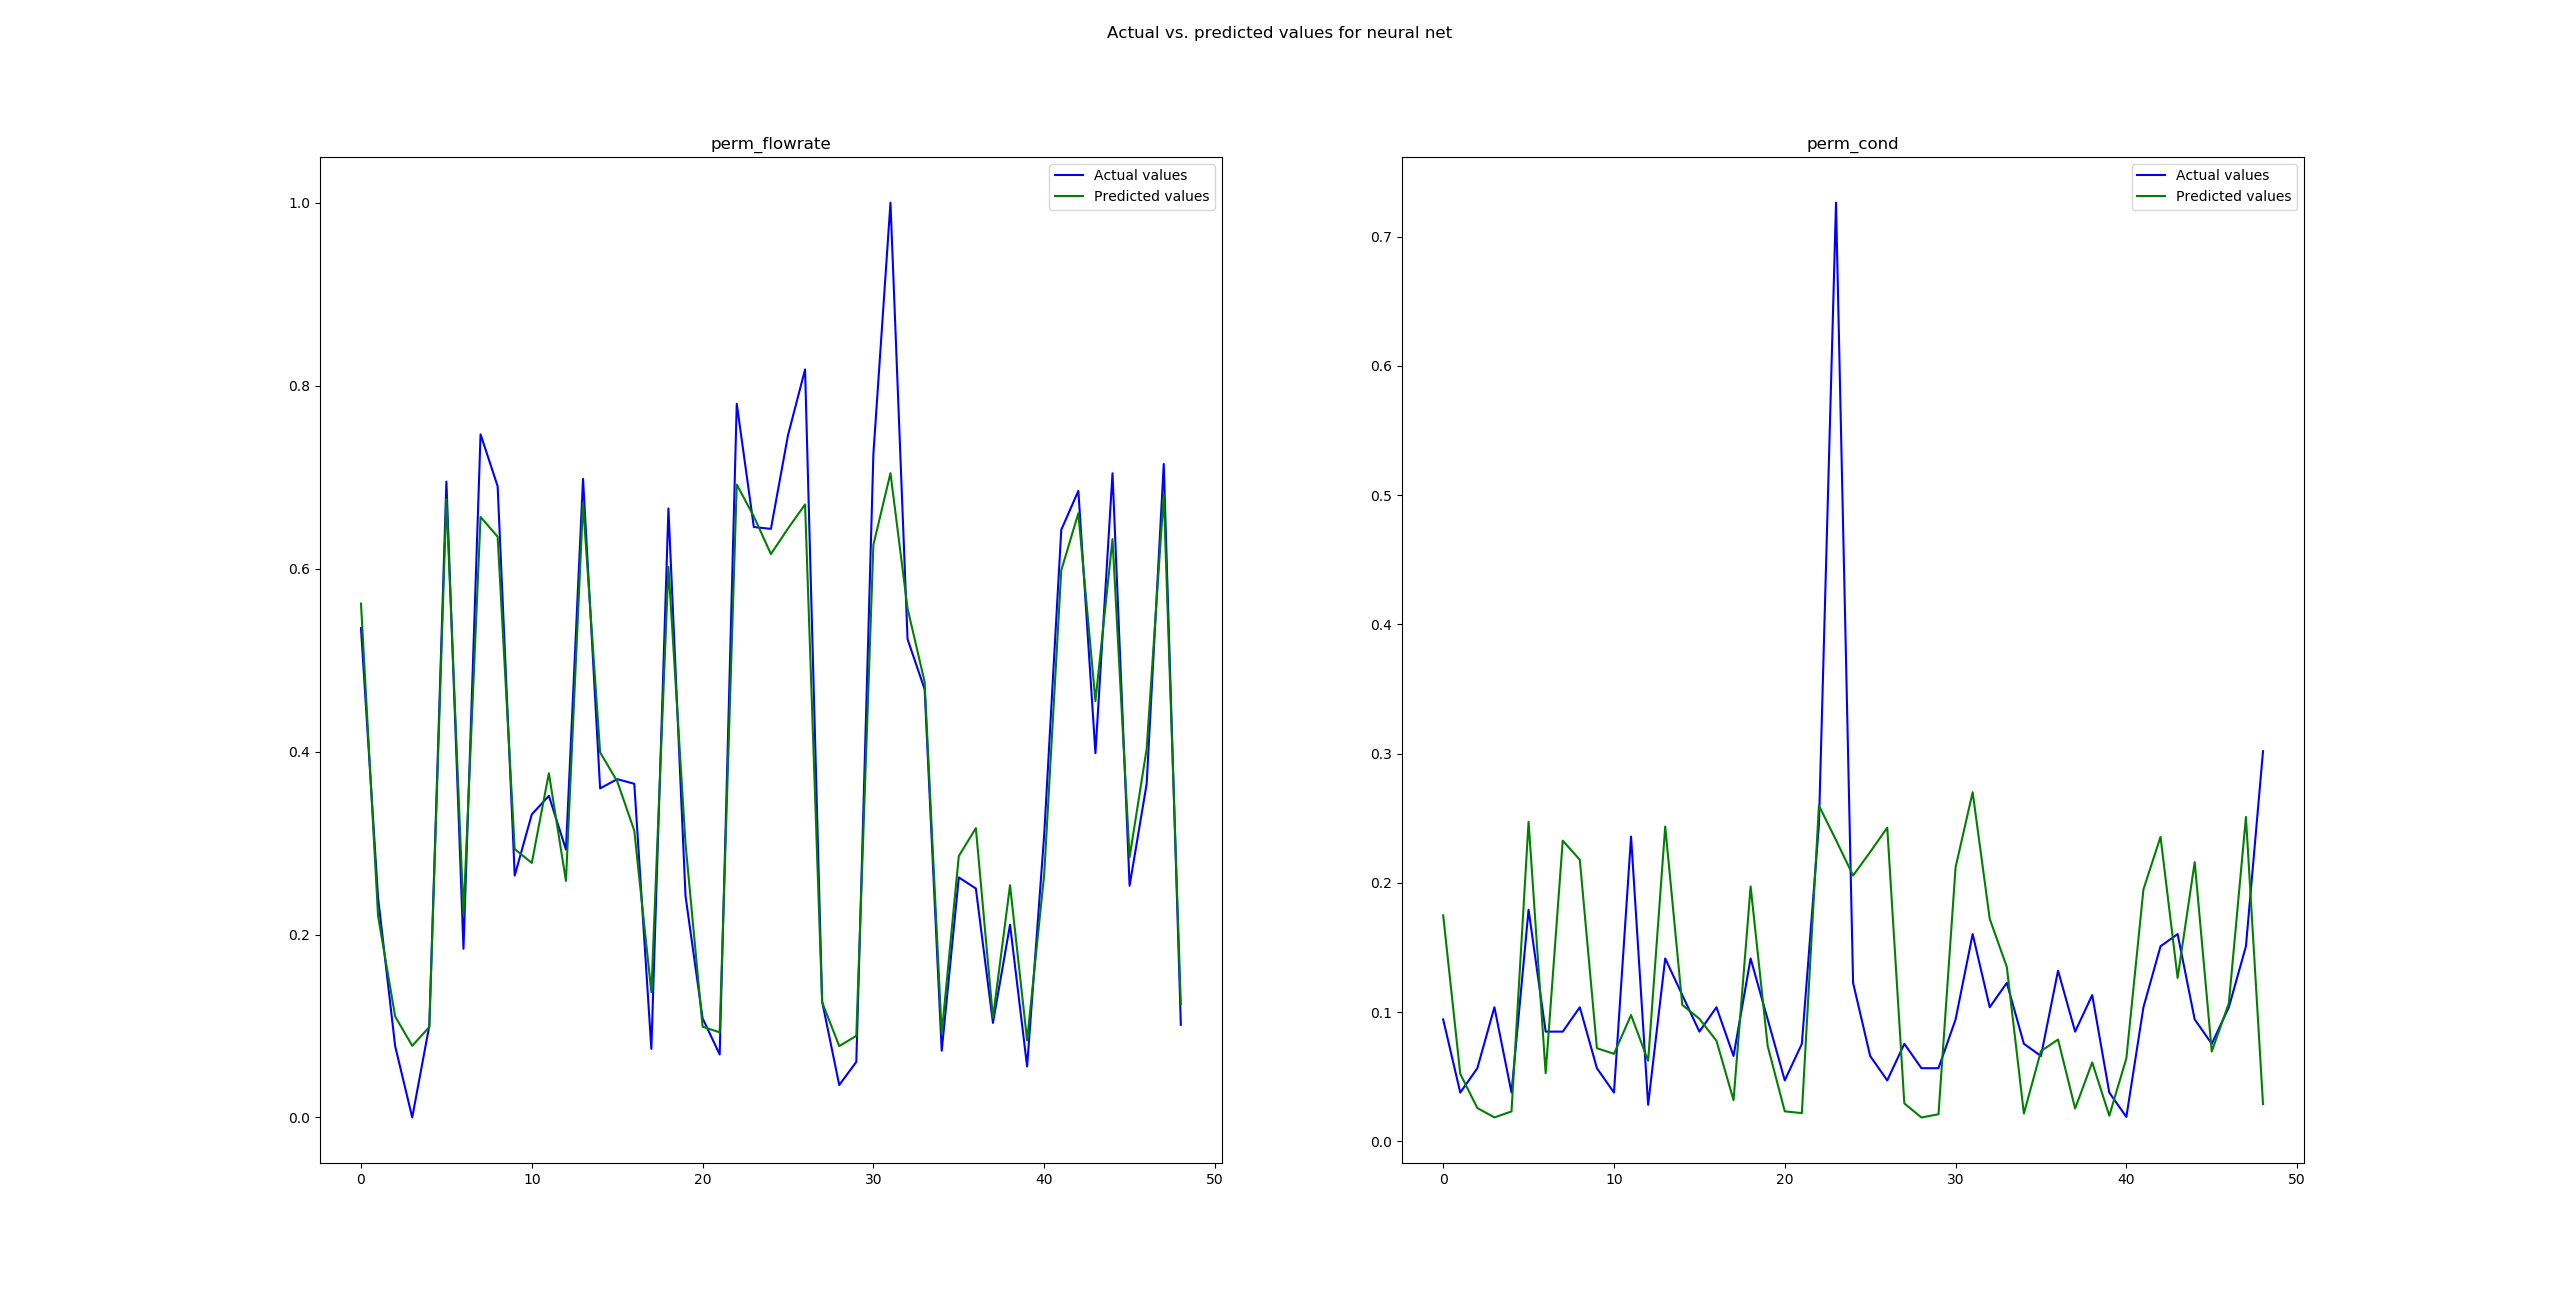 Actual vs. predicted values for neural net
perm_flowrate
Actual values
Predicted values
1.0
0.8
0.6
0.4
0.2
0.0
0 10 20 30 40 50
perm_cond
Actual values
Predicted values
0.7
0.6
0.5
0.4
0.3
0.2
0.1
0.0
0 10 20 30 40 50